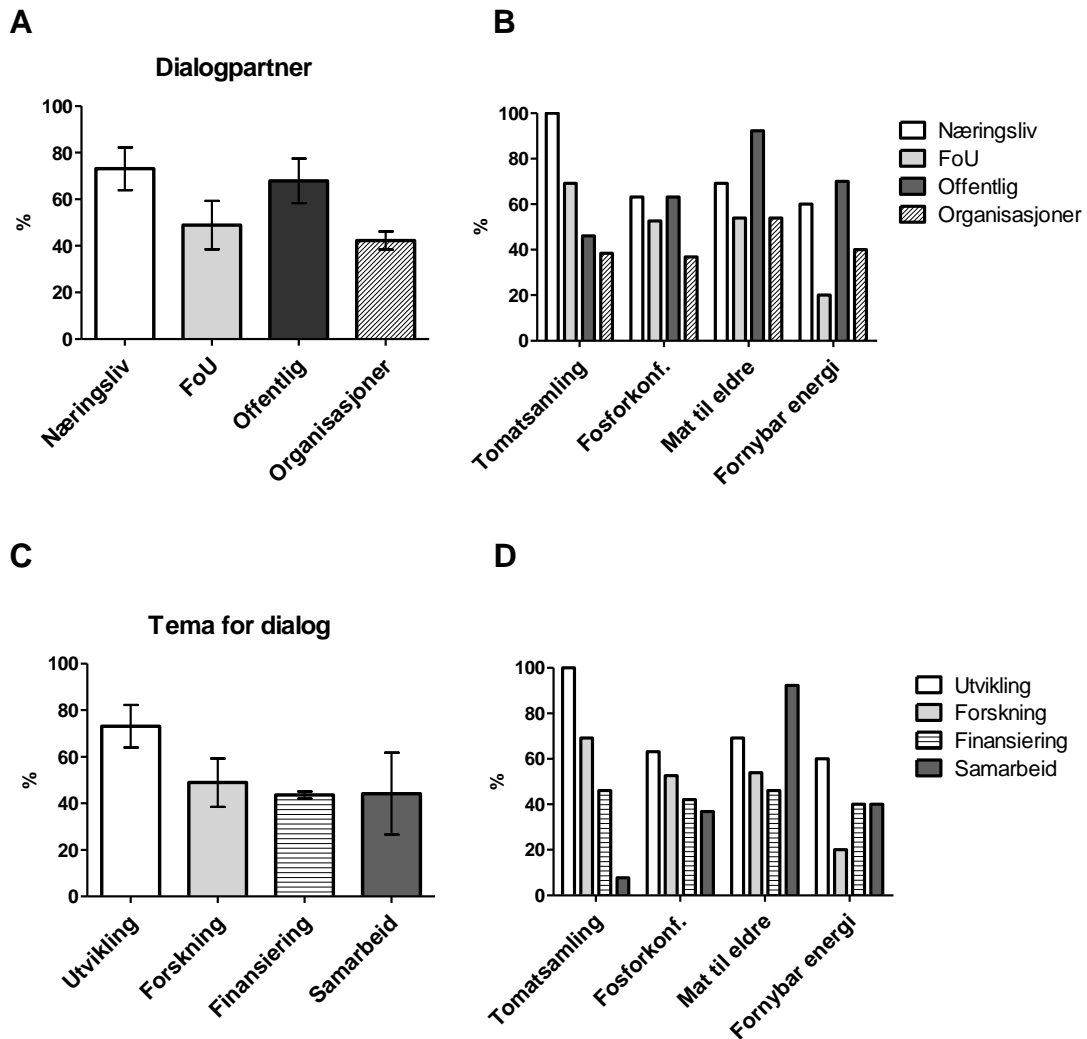 A
Dialogpartner
100
80
60
40
20
0
%
Næringsliv
FoU
Offentlig
Organisasjoner
B
100
80
60
40
20
0
%
Tomatsamling
Fosforkonf.
Mat til eldre
Fornybar energi
Næringsliv
FoU
Offentlig
Organisasjoner
C
Tema for dialog
100
80
60
40
20
0
%
Utvikling
Forskning
Finansiering
Samarbeid
D
100
80
60
40
20
0
%
Tomatsamling
Fosforkonf.
Mat til eldre
Fornybar energi
Utvikling
Forskning
Finansiering
Samarbeid